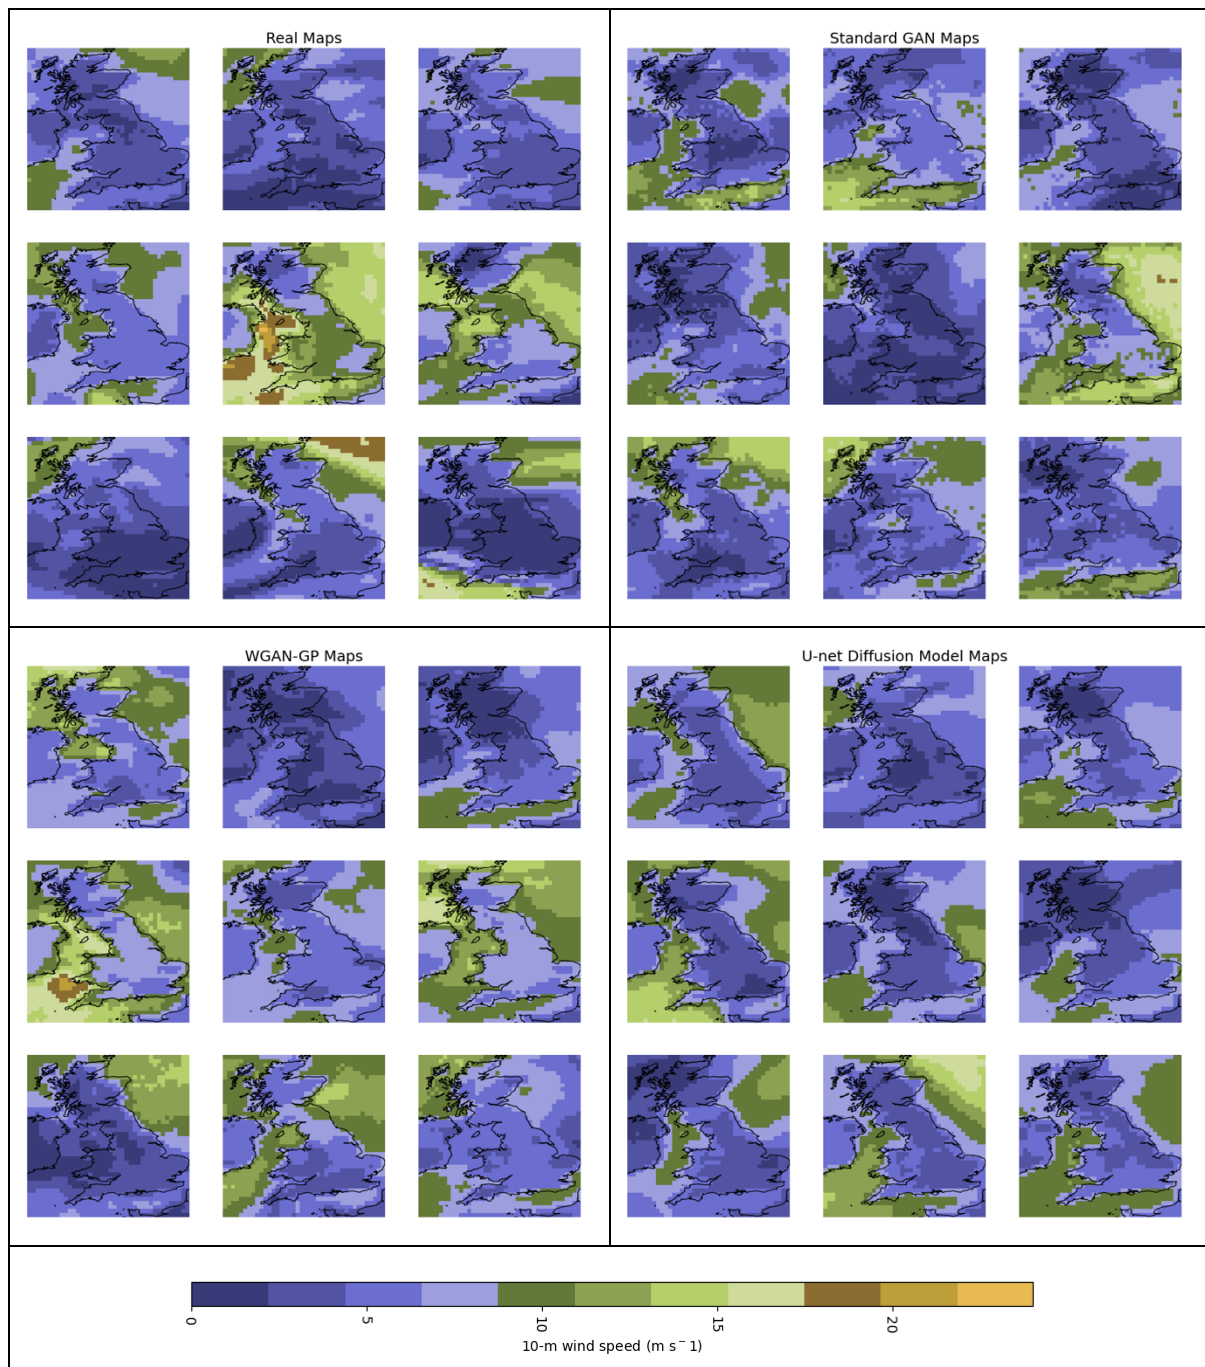 Real Maps
Standard GAN Maps
WGAN-GP Maps
U-net Diffusion Model Maps
0 5 10 15 20
10-m wind speed (m s − 1)